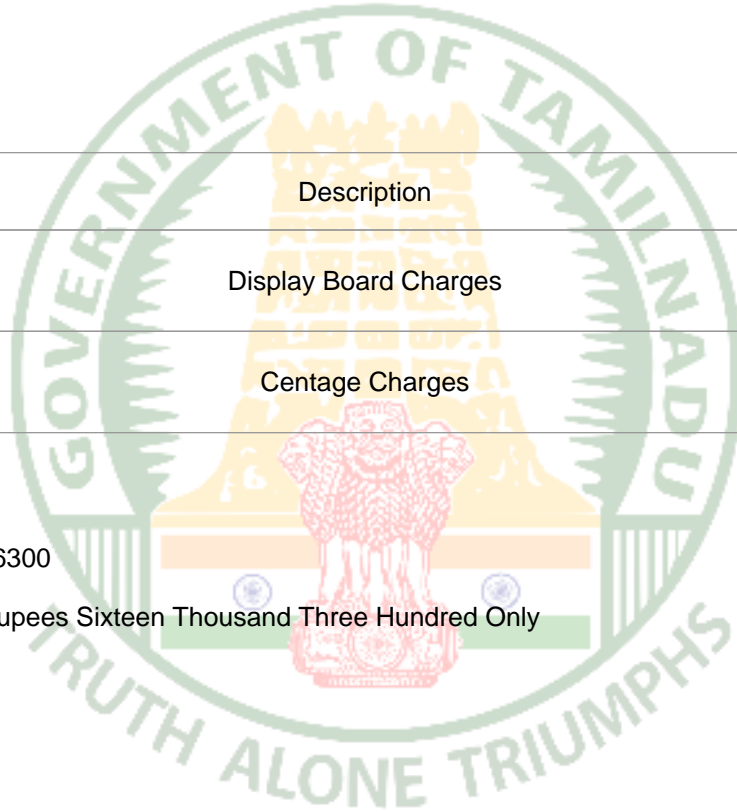 GOVERNMENT OF TAMILNADU
Description
Display Board Charges
Centage Charges
6300
upees Sixteen Thousand Three Hundred Only
TRUTH ALONE TRIUMPHS